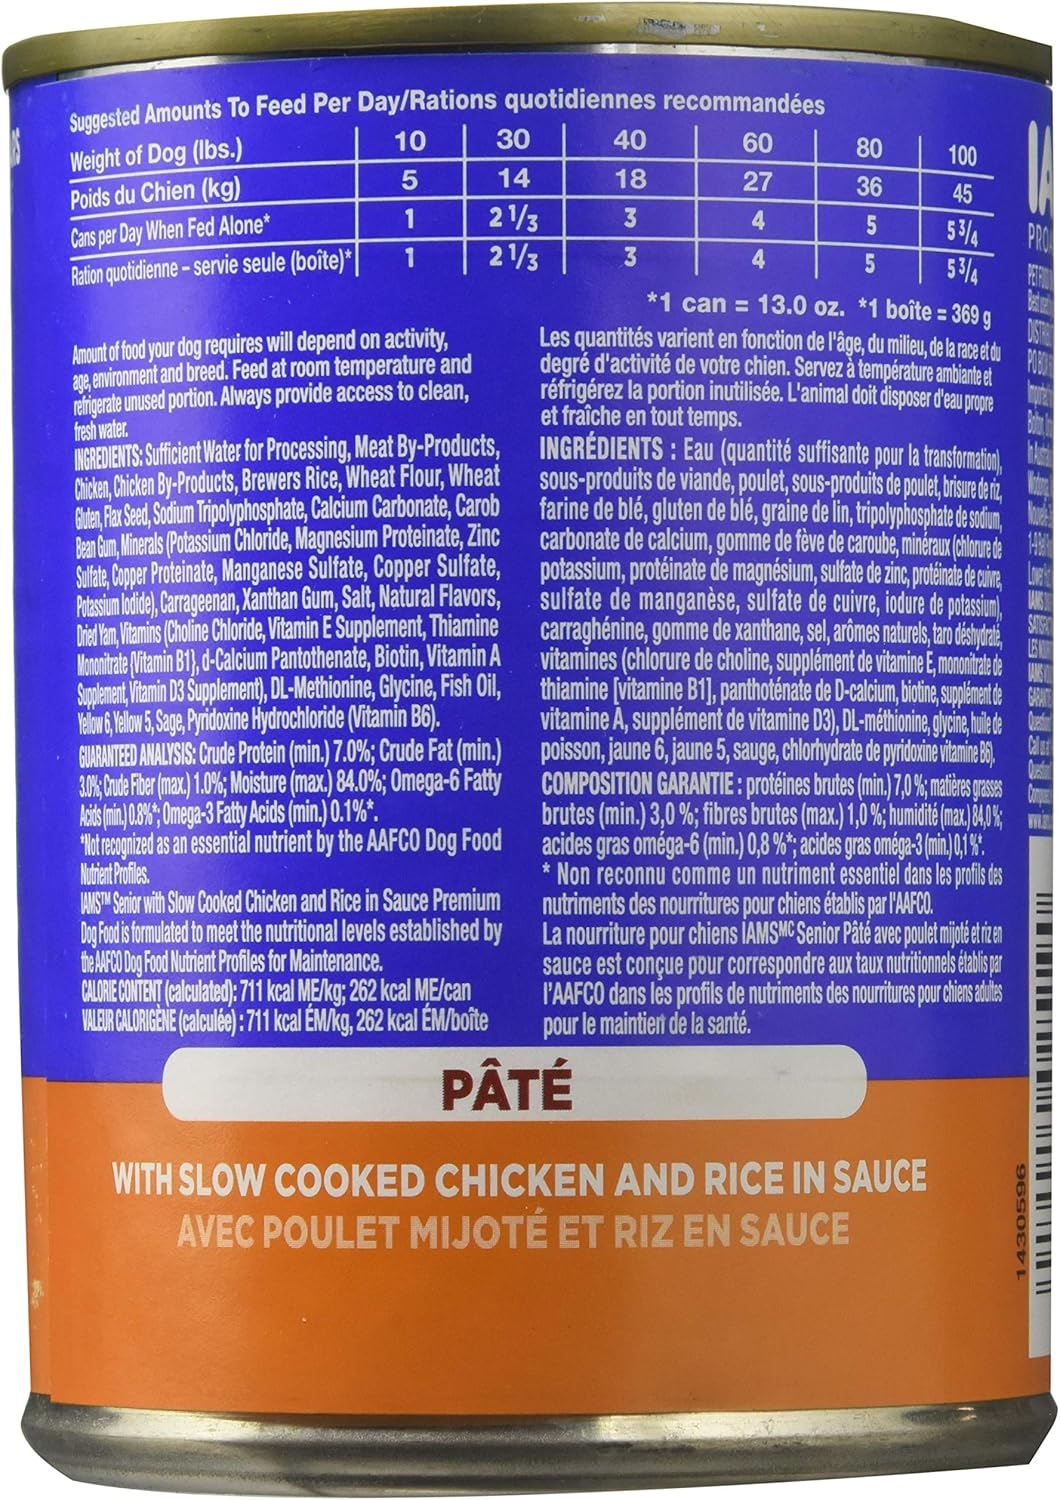 Suggested Amounts To Feed Per Day/Rations quotidiennes recommandées
Weight of Dog (lbs.) 10 30 40 60 80 100
Poids du Chien (kg) 5 14 18 27 36 45
Cans per Day When Fed Alone* 1 2 1/3 3 4 5 5 3/4
Ration quotidienne – servie seule (boîte)* 1 2 1/3 3 4 5 5 3/4
*1 can = 13.0 oz. *1 boîte = 369 g
Amount of food your dog requires will depend on activity,
age, environment and breed. Feed at room temperature and
refrigerate unused portion. Always provide access to clean,
fresh water.
INGREDIENTS: Sufficient Water for Processing, Meat By-Products,
Chicken, Chicken By-Products, Brewers Rice, Wheat Flour, Wheat
Gluten, Flax Seed, Sodium Tripolyphosphate, Calcium Carbonate, Carob
Bean Gum, Minerals (Potassium Chloride, Magnesium Proteinate, Zinc
Sulfate, Copper Proteinate, Manganese Sulfate, Copper Sulfate,
Potassium Iodide), Carrageenan, Xanthan Gum, Salt, Natural Flavors,
Dried Yam, Vitamins (Choline Chloride, Vitamin E Supplement, Thiamine
Mononitrate [Vitamin B1], d-Calcium Pantothenate, Biotin, Vitamin A
Supplement, Vitamin D3 Supplement), DL-Methionine, Glycine, Fish Oil,
Yellow 6, Yellow 5, Sage, Pyridoxine Hydrochloride (Vitamin B6).
GUARANTEED ANALYSIS: Crude Protein (min.) 7.0%; Crude Fat (min.)
3.0%; Crude Fiber (max.) 1.0%; Moisture (max.) 84.0%; Omega-6 Fatty
Acids (min.) 0.8%*; Omega-3 Fatty Acids (min.) 0.1%*.
*Not recognized as an essential nutrient by the AAFCO Dog Food
Nutrient Profiles.
IAMS™ Senior with Slow Cooked Chicken and Rice in Sauce Premium
Dog Food is formulated to meet the nutritional levels established by
the AAFCO Dog Food Nutrient Profiles for Maintenance.
CALORIE CONTENT (calculated): 711 kcal ME/kg; 262 kcal ME/can
VALEUR CALORIGÈNE (calculée) : 711 kcal ÉM/kg, 262 kcal ÉM/boîte
Les quantités varient en fonction de l'âge, du milieu, de la race et du
degré d'activité de votre chien. Servez à température ambiante et
réfrigérez la portion inutilisée. L'animal doit disposer d'eau propre
et fraîche en tout temps.
INGRÉDIENTS : Eau (quantité suffisante pour la transformation),
sous-produits de viande, poulet, sous-produits de poulet, brisure de riz,
farine de blé, gluten de blé, graine de lin, tripolyphosphate de sodium,
carbonate de calcium, gomme de fève de caroube, minéraux (chlorure de
potassium, protéinate de magnésium, sulfate de zinc, protéinate de cuivre,
sulfate de manganèse, sulfate de cuivre, iodure de potassium),
carraghénine, gomme de xanthane, sel, arômes naturels, taro déshydraté,
vitamines (chlorure de choline, supplément de vitamine E, mononitrate de
thiamine [vitamine B1], panthoténate de D-calcium, biotine, supplément de
vitamine A, supplément de vitamine D3), DL-méthionine, glycine, huile de
poisson, jaune 6, jaune 5, sauge, chlorhydrate de pyridoxine vitamine B6).
COMPOSITION GARANTIE : protéines brutes (min.) 7,0 %; matières grasses
brutes (min.) 3,0 %; fibres brutes (max.) 1,0 %; humidité (max.) 84,0 %;
acides gras oméga-6 (min.) 0,8 %*; acides gras oméga-3 (min.) 0,1 %*.
* Non reconnu comme un nutriment essentiel dans les profils des
nutriments des nourritures pour chiens établis par l'AAFCO.
La nourriture pour chiens IAMSᴹᶜ Senior Pâté avec poulet mijoté et riz en
sauce est conçue pour correspondre aux taux nutritionnels établis par
l'AAFCO dans les profils de nutriments des nourritures pour chiens adultes
pour le maintien de la santé.
PÂTÉ
WITH SLOW COOKED CHICKEN AND RICE IN SAUCE
AVEC POULET MIJOTÉ ET RIZ EN SAUCE
1430596